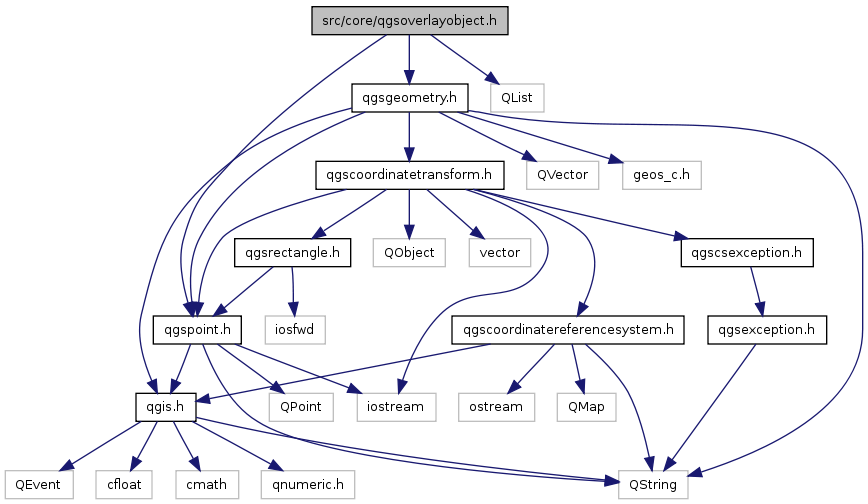 src/core/qgsoverlayobject.h
qgsgeometry.h
QList
qgscoordinatetransform.h
QVector
geos_c.h
qgsrectangle.h
QObject
vector
qgscsexception.h
qgspoint.h
iosfwd
qgscoordinatereferencesystem.h
qgsexception.h
qgis.h
QPoint
iostream
ostream
QMap
QEvent
cfloat
cmath
qnumeric.h
QString